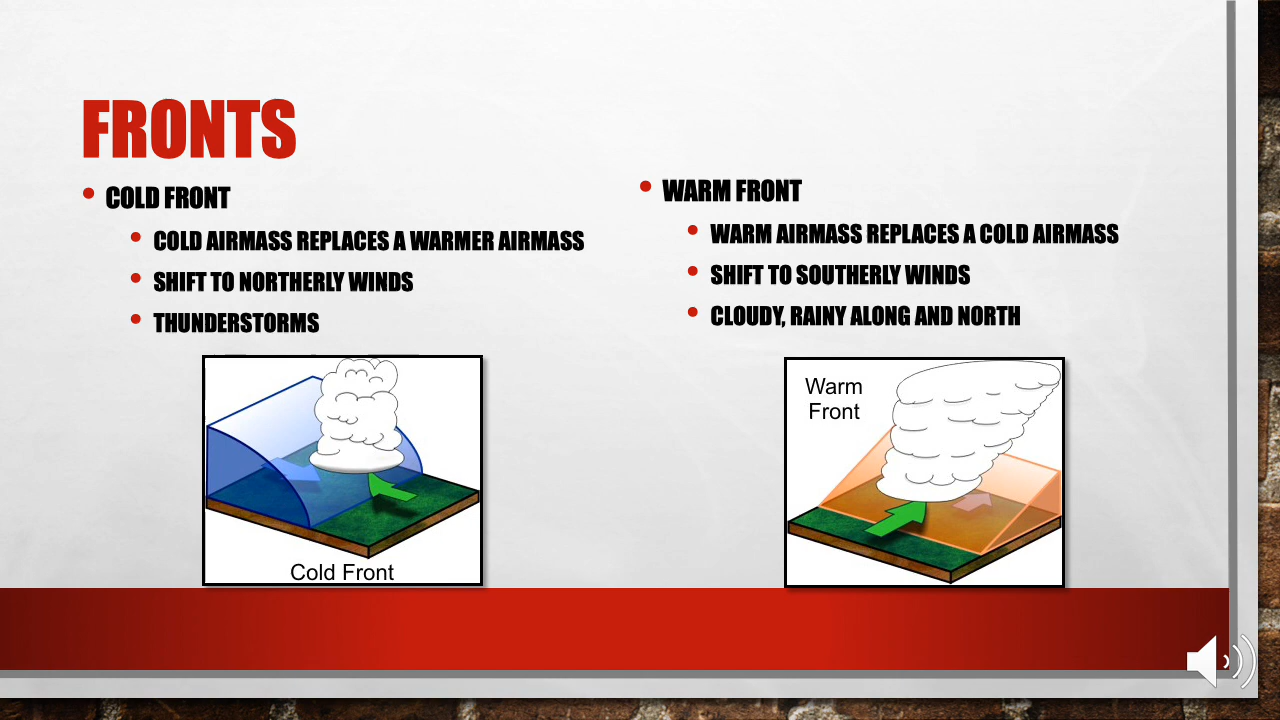 FRONTS
COLD FRONT
COLD AIRMASS REPLACES A WARMER AIRMASS
SHIFT TO NORTHERLY WINDS
THUNDERSTORMS
Cold Front
WARM FRONT
WARM AIRMASS REPLACES A COLD AIRMASS
SHIFT TO SOUTHERLY WINDS
CLOUDY, RAINY ALONG AND NORTH
Warm
Front